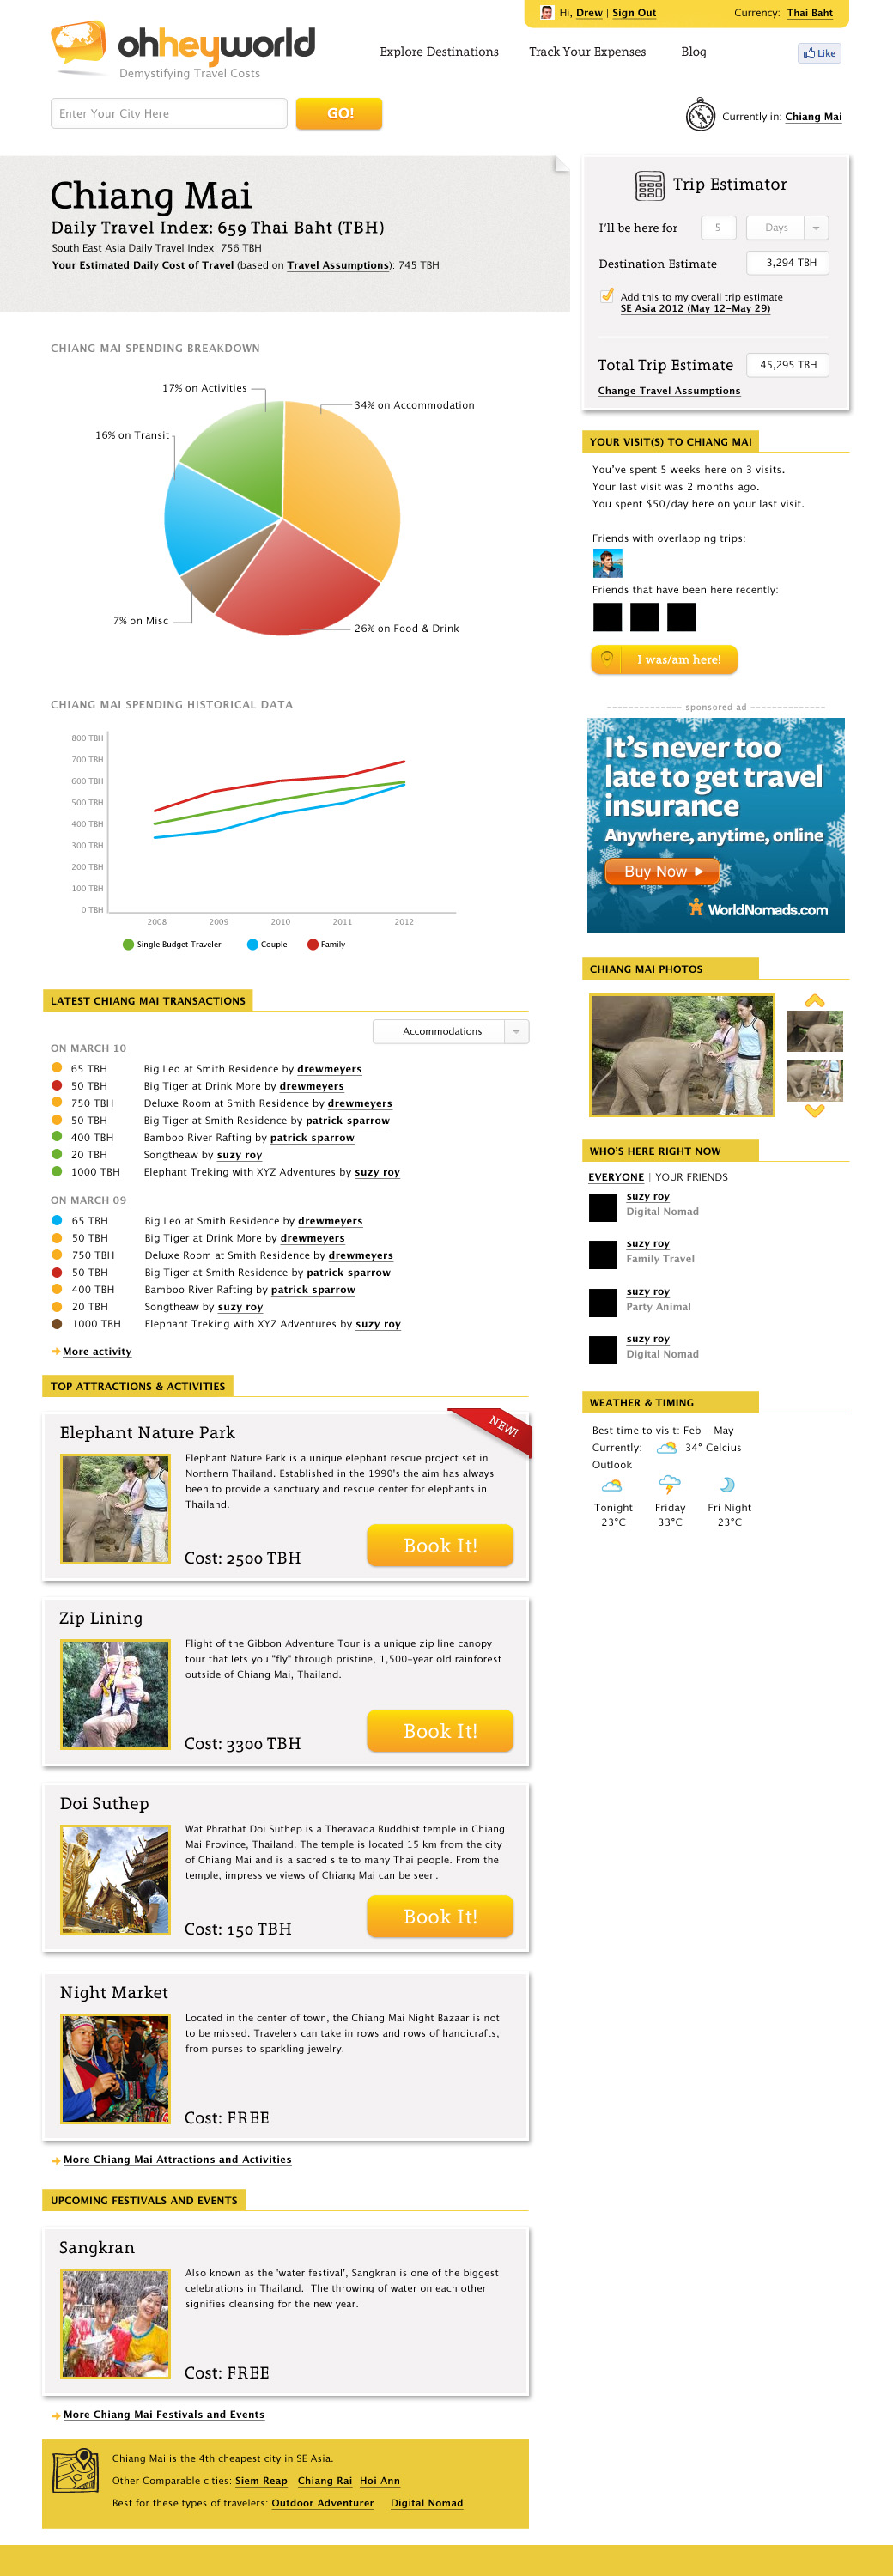 Hi, Drew | Sign Out
Currency: Thai Baht
ohheyworld
Demystifying Travel Costs
Explore Destinations
Track Your Expenses
Blog
Like
Enter Your City Here
GO!
Currently in: Chiang Mai
Chiang Mai
Daily Travel Index: 659 Thai Baht (TBH)
South East Asia Daily Travel Index: 756 TBH
Your Estimated Daily Cost of Travel (based on Travel Assumptions): 745 TBH
Trip Estimator
I'll be here for 5 Days
Destination Estimate 3,294 TBH
Add this to my overall trip estimate
SE Asia 2012 (May 12-May 29)
Total Trip Estimate 45,295 TBH
Change Travel Assumptions
CHIANG MAI SPENDING BREAKDOWN
17% on Activities
34% on Accommodation
16% on Transit
7% on Misc
26% on Food & Drink
YOUR VISIT(S) TO CHIANG MAI
You've spent 5 weeks here on 3 visits.
Your last visit was 2 months ago.
You spent $50/day here on your last visit.
Friends with overlapping trips:
Friends that have been here recently:
I was/am here!
CHIANG MAI SPENDING HISTORICAL DATA
800 TBH
700 TBH
600 TBH
500 TBH
400 TBH
300 TBH
200 TBH
100 TBH
0 TBH
2008 2009 2010 2011 2012
Single Budget Traveler Couple Family
sponsored ad
It's never too
late to get travel
insurance
Anywhere, anytime, online
Buy Now
WorldNomads.com
LATEST CHIANG MAI TRANSACTIONS
Accommodations
ON MARCH 10
65 TBH Big Leo at Smith Residence by drewmeyers
50 TBH Big Tiger at Drink More by drewmeyers
750 TBH Deluxe Room at Smith Residence by drewmeyers
50 TBH Big Tiger at Smith Residence by patrick sparrow
400 TBH Bamboo River Rafting by patrick sparrow
20 TBH Songtheaw by suzy roy
1000 TBH Elephant Treking with XYZ Adventures by suzy roy
ON MARCH 09
65 TBH Big Leo at Smith Residence by drewmeyers
50 TBH Big Tiger at Drink More by drewmeyers
750 TBH Deluxe Room at Smith Residence by drewmeyers
50 TBH Big Tiger at Smith Residence by patrick sparrow
400 TBH Bamboo River Rafting by patrick sparrow
20 TBH Songtheaw by suzy roy
1000 TBH Elephant Treking with XYZ Adventures by suzy roy
More activity
CHIANG MAI PHOTOS
WHO'S HERE RIGHT NOW
EVERYONE | YOUR FRIENDS
suzy roy
Digital Nomad
suzy roy
Family Travel
suzy roy
Party Animal
suzy roy
Digital Nomad
WEATHER & TIMING
Best time to visit: Feb - May
Currently: 34° Celcius
Outlook
Tonight Friday Fri Night
23°C 33°C 23°C
TOP ATTRACTIONS & ACTIVITIES
NEW!
Elephant Nature Park
Elephant Nature Park is a unique elephant rescue project set in
Northern Thailand. Established in the 1990's the aim has always
been to provide a sanctuary and rescue center for elephants in
Thailand.
Cost: 2500 TBH
Book It!
Zip Lining
Flight of the Gibbon Adventure Tour is a unique zip line canopy
tour that lets you "fly" through pristine, 1,500-year old rainforest
outside of Chiang Mai, Thailand.
Cost: 3300 TBH
Book It!
Doi Suthep
Wat Phrathat Doi Suthep is a Theravada Buddhist temple in Chiang
Mai Province, Thailand. The temple is located 15 km from the city
of Chiang Mai and is a sacred site to many Thai people. From the
temple, impressive views of Chiang Mai can be seen.
Cost: 150 TBH
Book It!
Night Market
Located in the center of town, the Chiang Mai Night Bazaar is not
to be missed. Travelers can take in rows and rows of handicrafts,
from purses to sparkling jewelry.
Cost: FREE
More Chiang Mai Attractions and Activities
UPCOMING FESTIVALS AND EVENTS
Sangkran
Also known as the 'water festival', Sangkran is one of the biggest
celebrations in Thailand. The throwing of water on each other
signifies cleansing for the new year.
Cost: FREE
More Chiang Mai Festivals and Events
Chiang Mai is the 4th cheapest city in SE Asia.
Other Comparable cities: Siem Reap Chiang Rai Hoi Ann
Best for these types of travelers: Outdoor Adventurer Digital Nomad